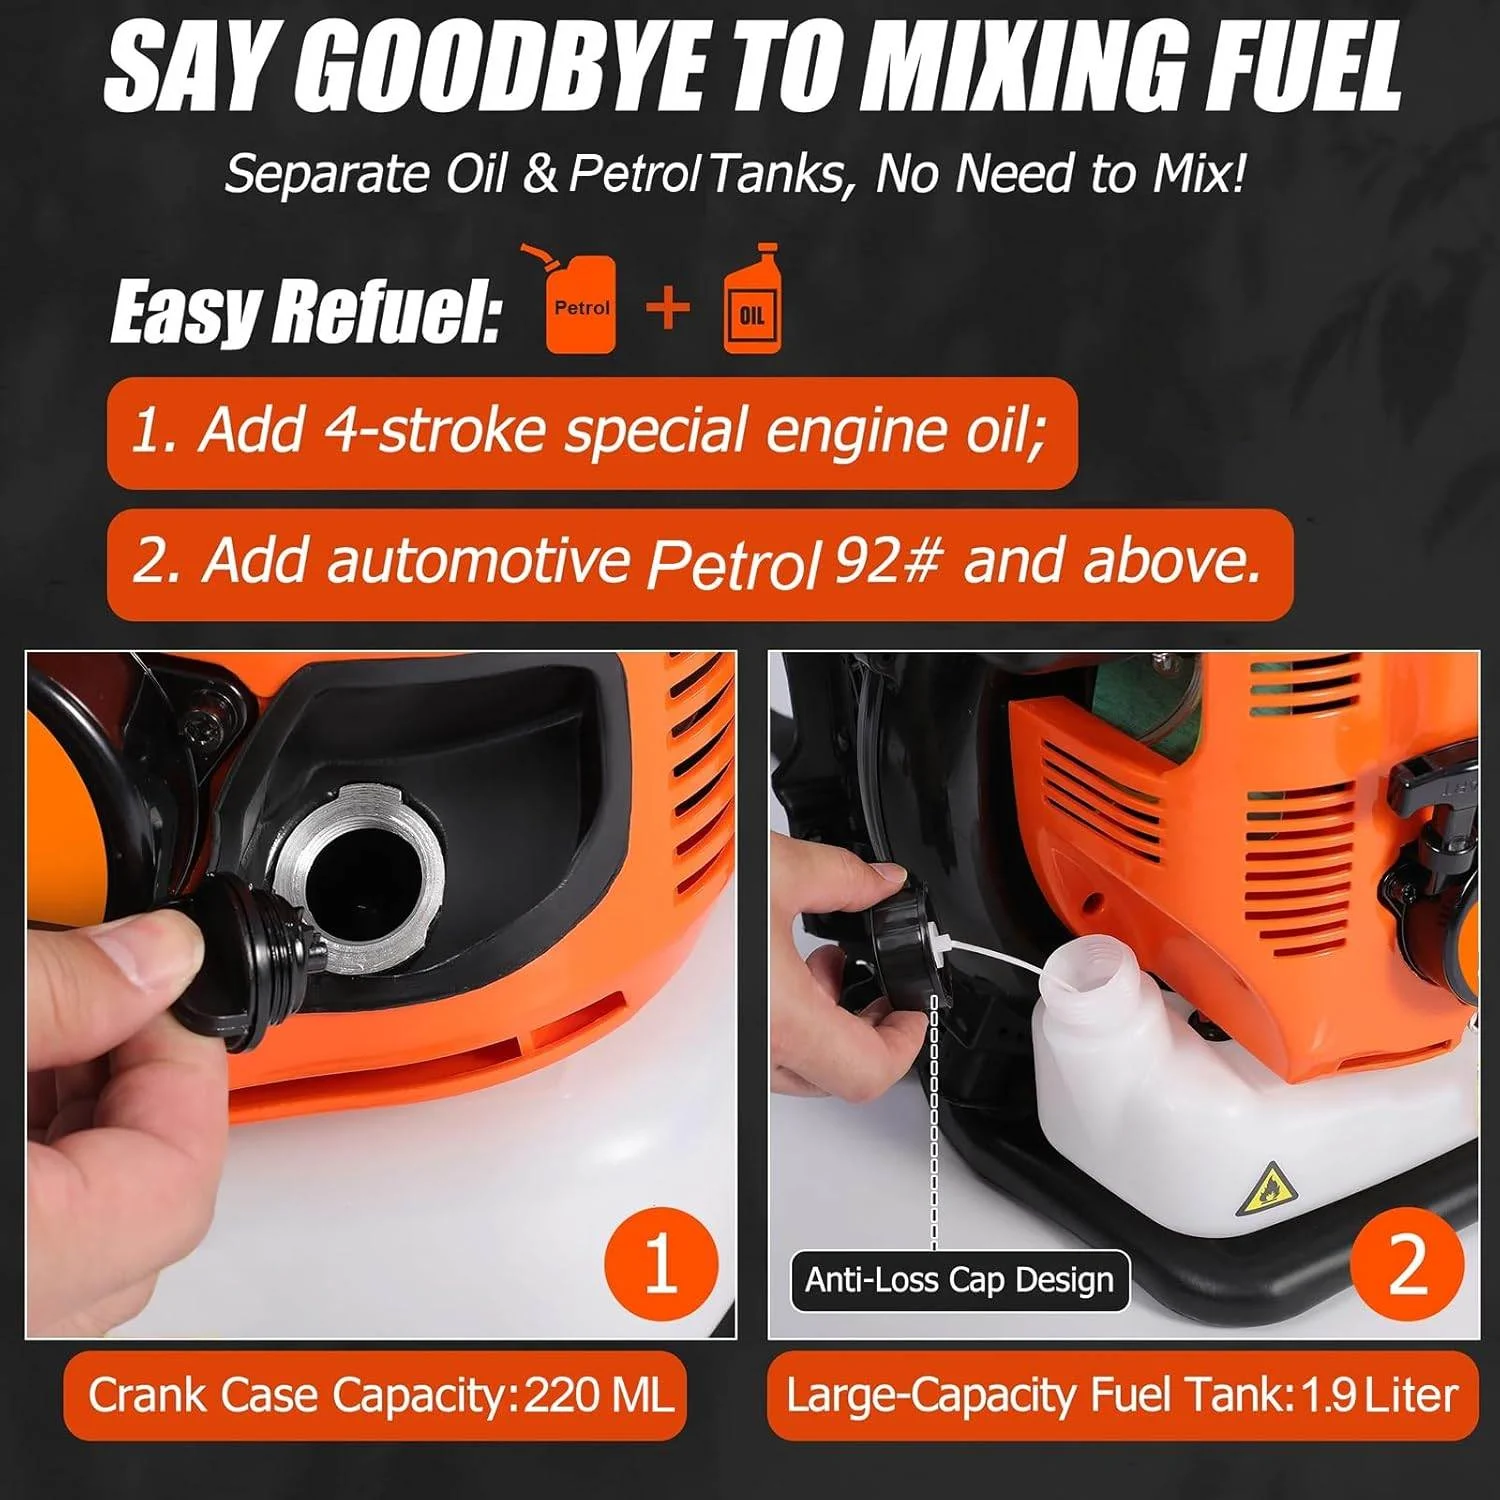 SAY GOODBYE TO MIXING FUEL
Separate Oil & Petrol Tanks, No Need to Mix!
Easy Refuel:
Petrol
+
OIL
1. Add 4-stroke special engine oil;
2. Add automotive Petrol 92# and above.
1
Anti-Loss Cap Design
2
Crank Case Capacity:220 ML
Large-Capacity Fuel Tank:1.9 Liter